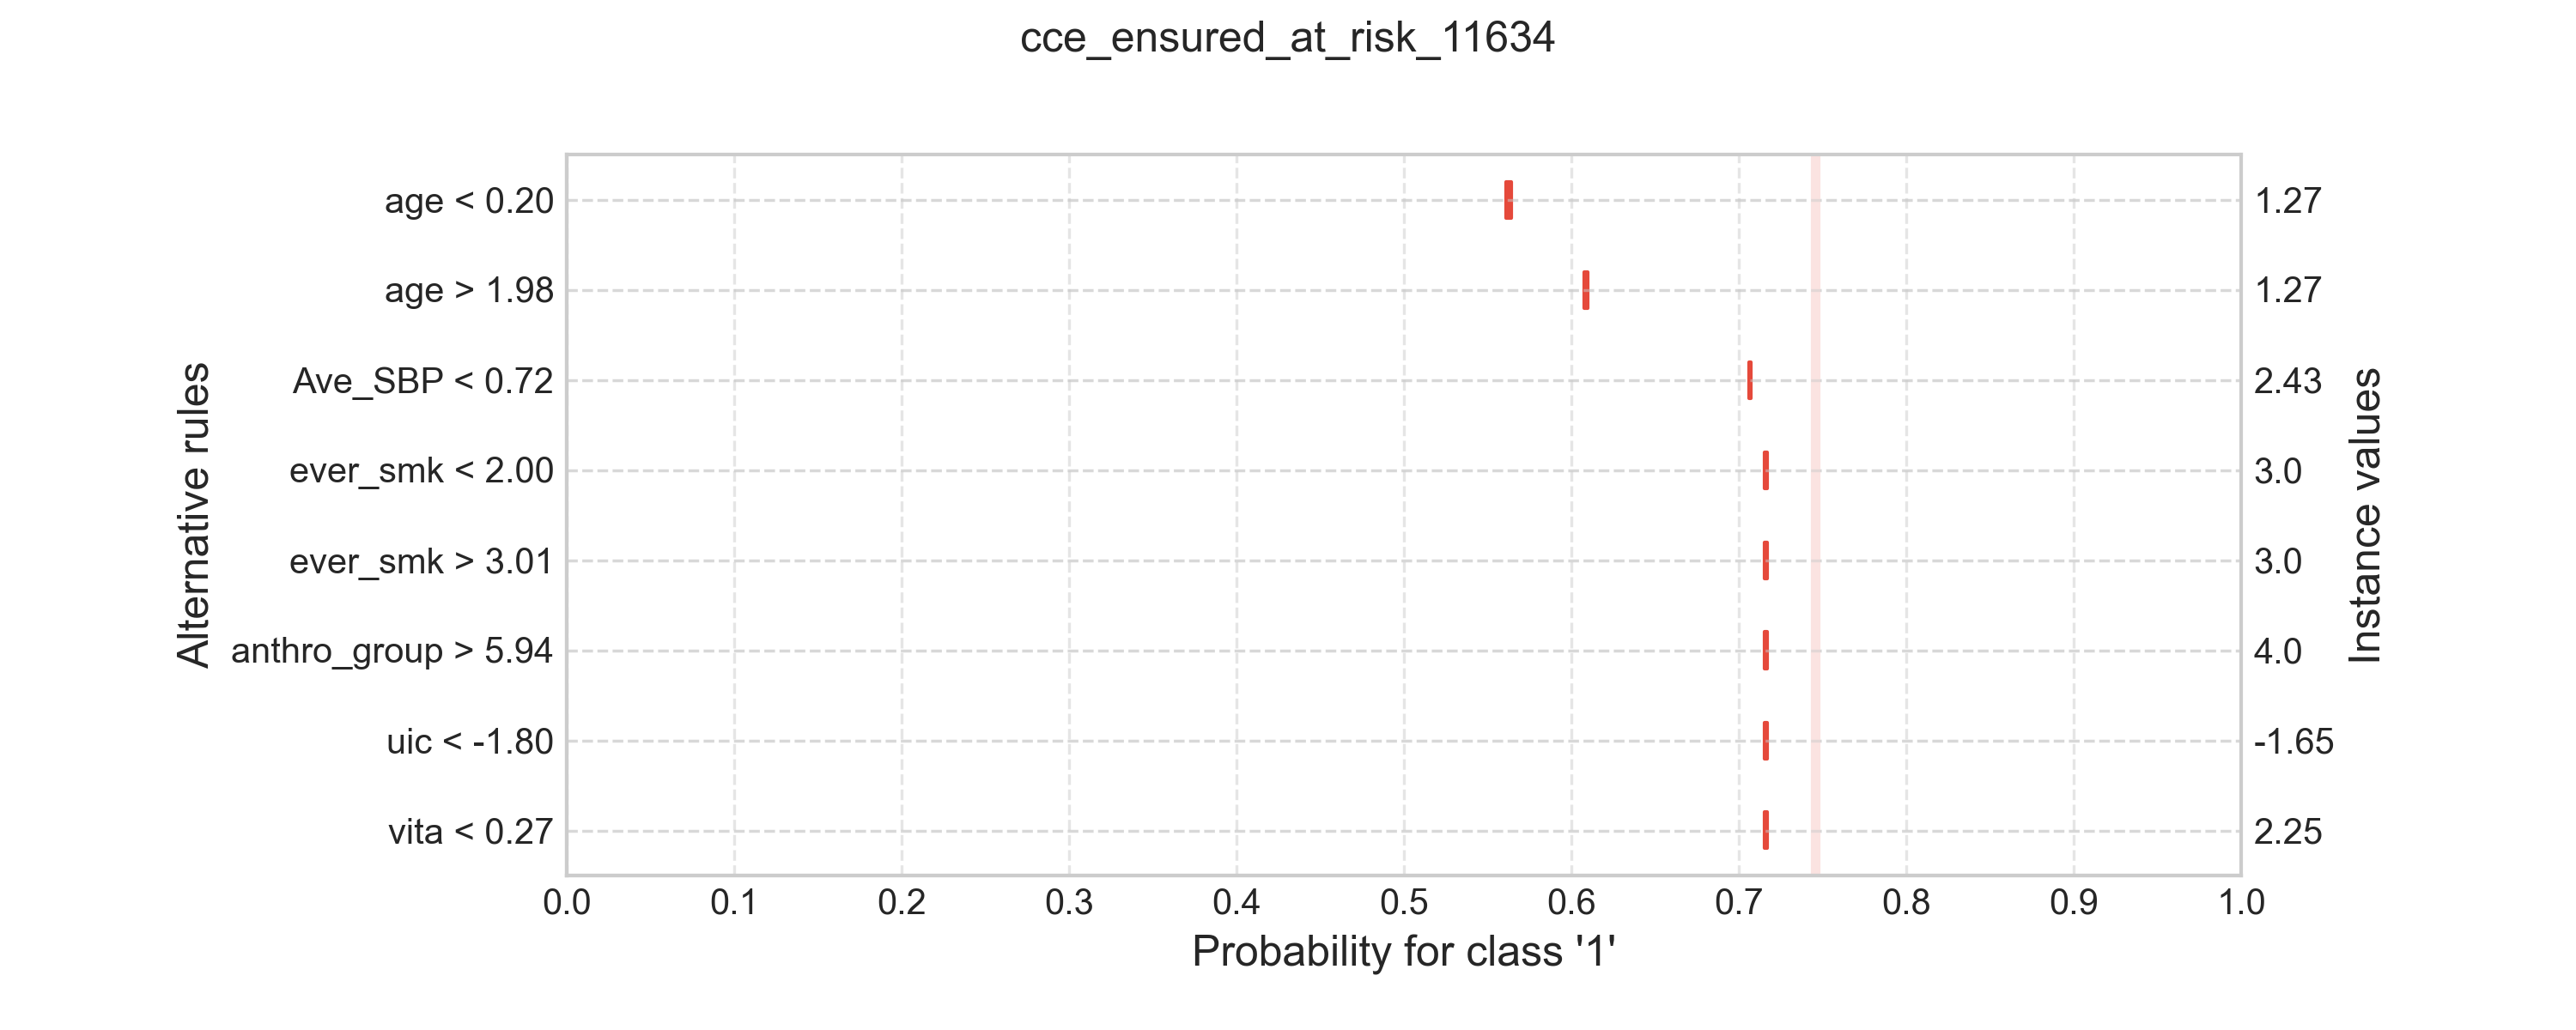 cce_ensured_at_risk_11634
Alternative rules
age < 0.20
1.27
age > 1.98
1.27
Ave_SBP < 0.72
2.43
ever_smk < 2.00
3.0
ever_smk > 3.01
3.0
anthro_group > 5.94
4.0
uic < -1.80
-1.65
vita < 0.27
2.25
Instance values
0.0 0.1 0.2 0.3 0.4 0.5 0.6 0.7 0.8 0.9 1.0
Probability for class '1'